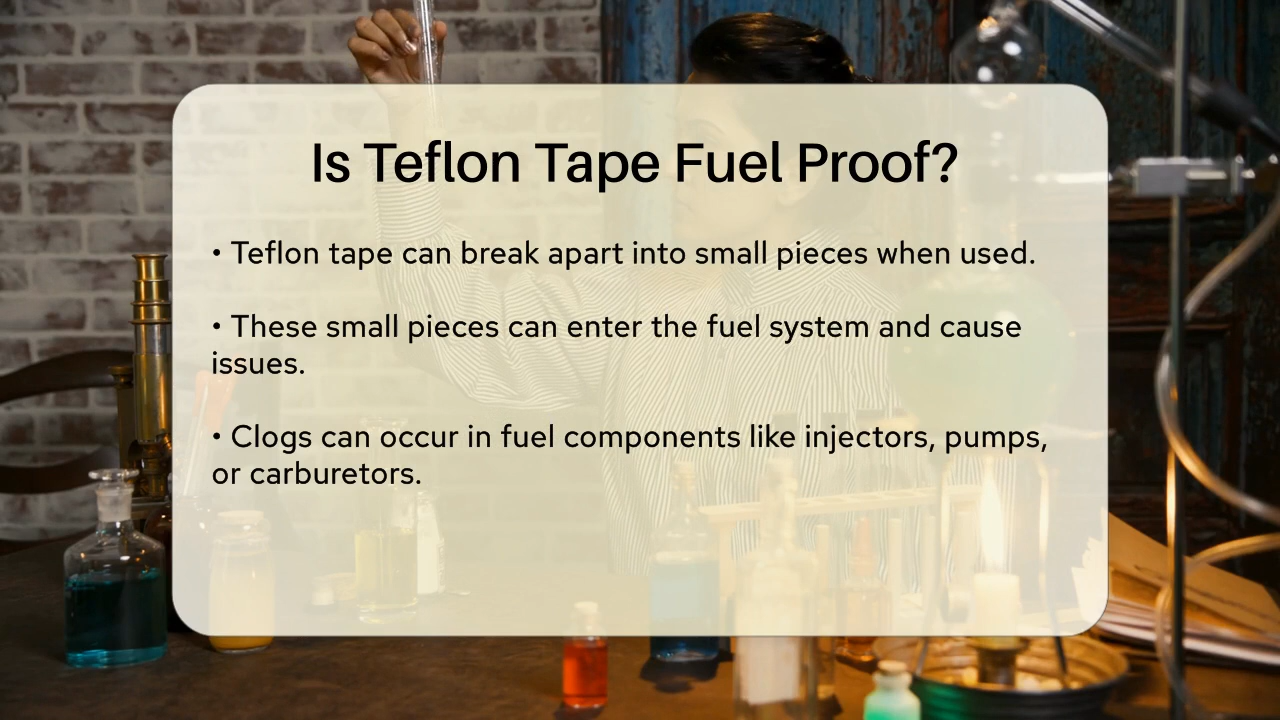 Is Teflon Tape Fuel Proof?
• Teflon tape can break apart into small pieces when used.
• These small pieces can enter the fuel system and cause
issues.
• Clogs can occur in fuel components like injectors, pumps,
or carburetors.